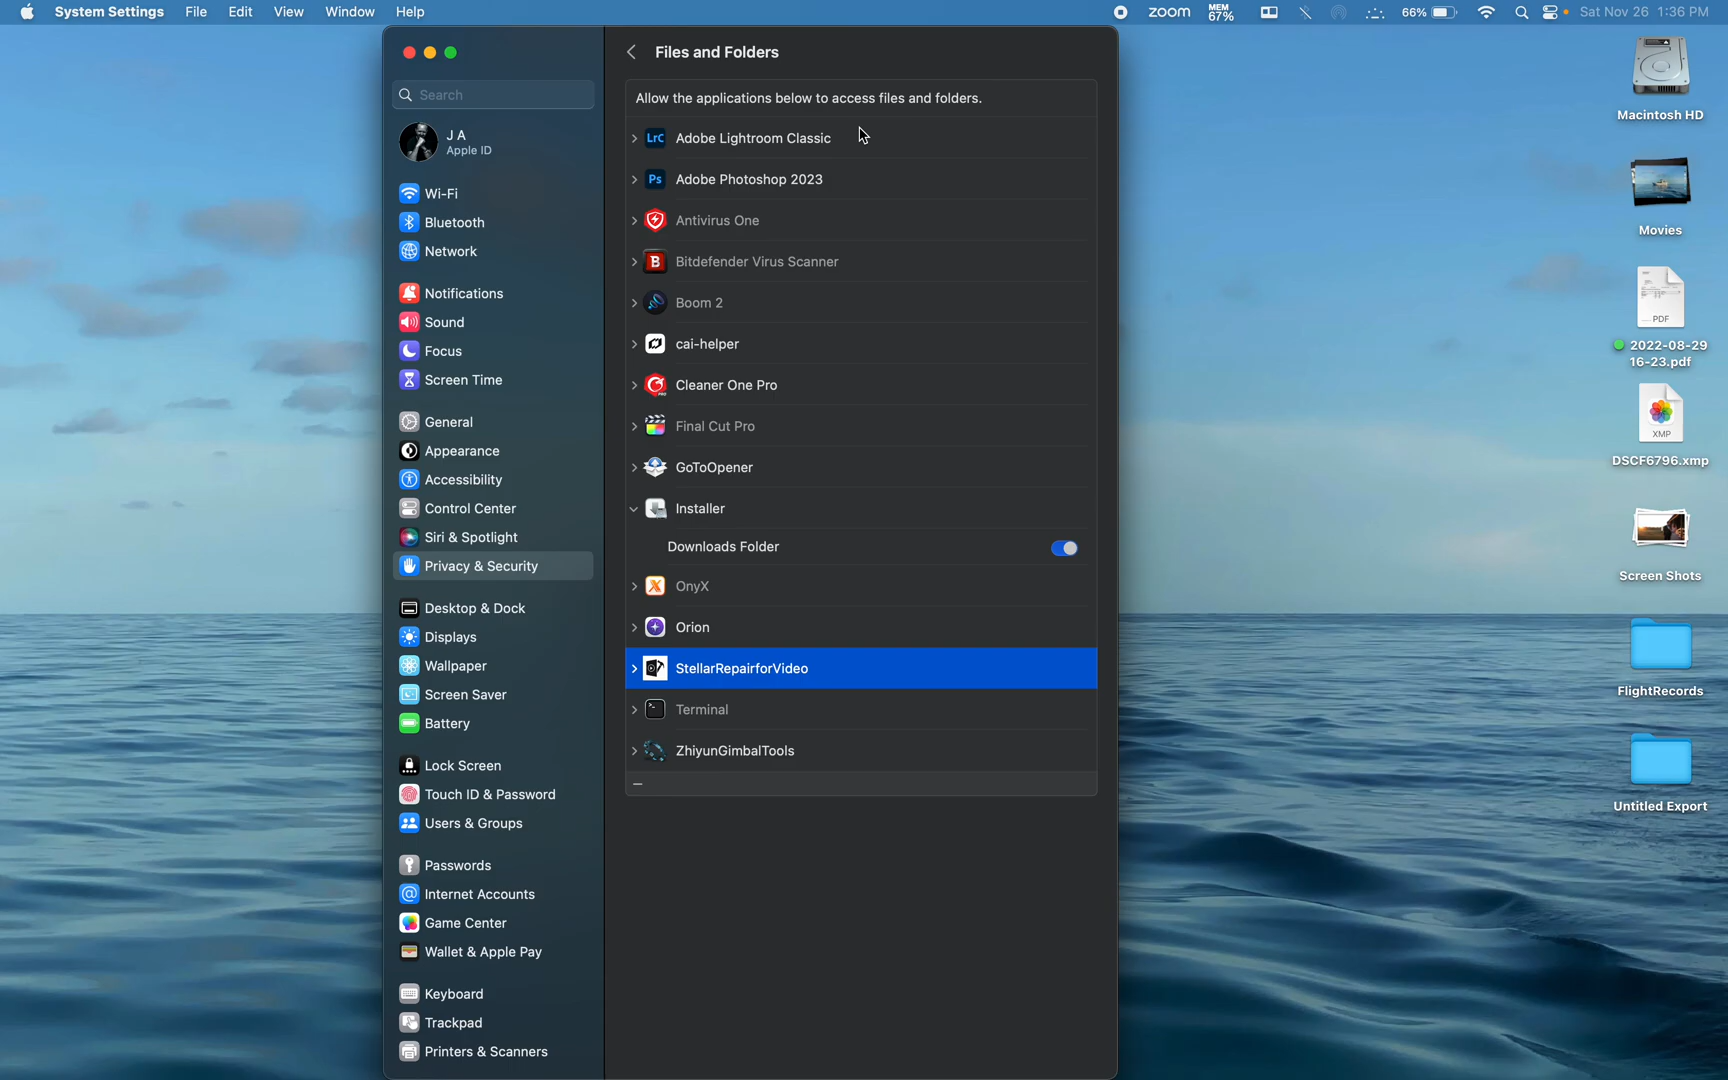 System Settings File Edit View Window Help
zoom MEM 67% 66% Sat Nov 26 1:36 PM
Search
J A
Apple ID
Wi-Fi
Bluetooth
Network
Notifications
Sound
Focus
Screen Time
General
Appearance
Accessibility
Control Center
Siri & Spotlight
Privacy & Security
Desktop & Dock
Displays
Wallpaper
Screen Saver
Battery
Lock Screen
Touch ID & Password
Users & Groups
Passwords
Internet Accounts
Game Center
Wallet & Apple Pay
Keyboard
Trackpad
Printers & Scanners
Files and Folders
Allow the applications below to access files and folders.
LrC Adobe Lightroom Classic
Ps Adobe Photoshop 2023
Antivirus One
B Bitdefender Virus Scanner
Boom 2
cai-helper
PRO Cleaner One Pro
Final Cut Pro
GoToOpener
Installer
Downloads Folder
OnyX
Orion
StellarRepairforVideo
Terminal
ZhiyunGimbalTools
Macintosh HD
Movies
PDF
2022-08-29
16-23.pdf
XMP
DSCF6796.xmp
Screen Shots
FlightRecords
Untitled Export